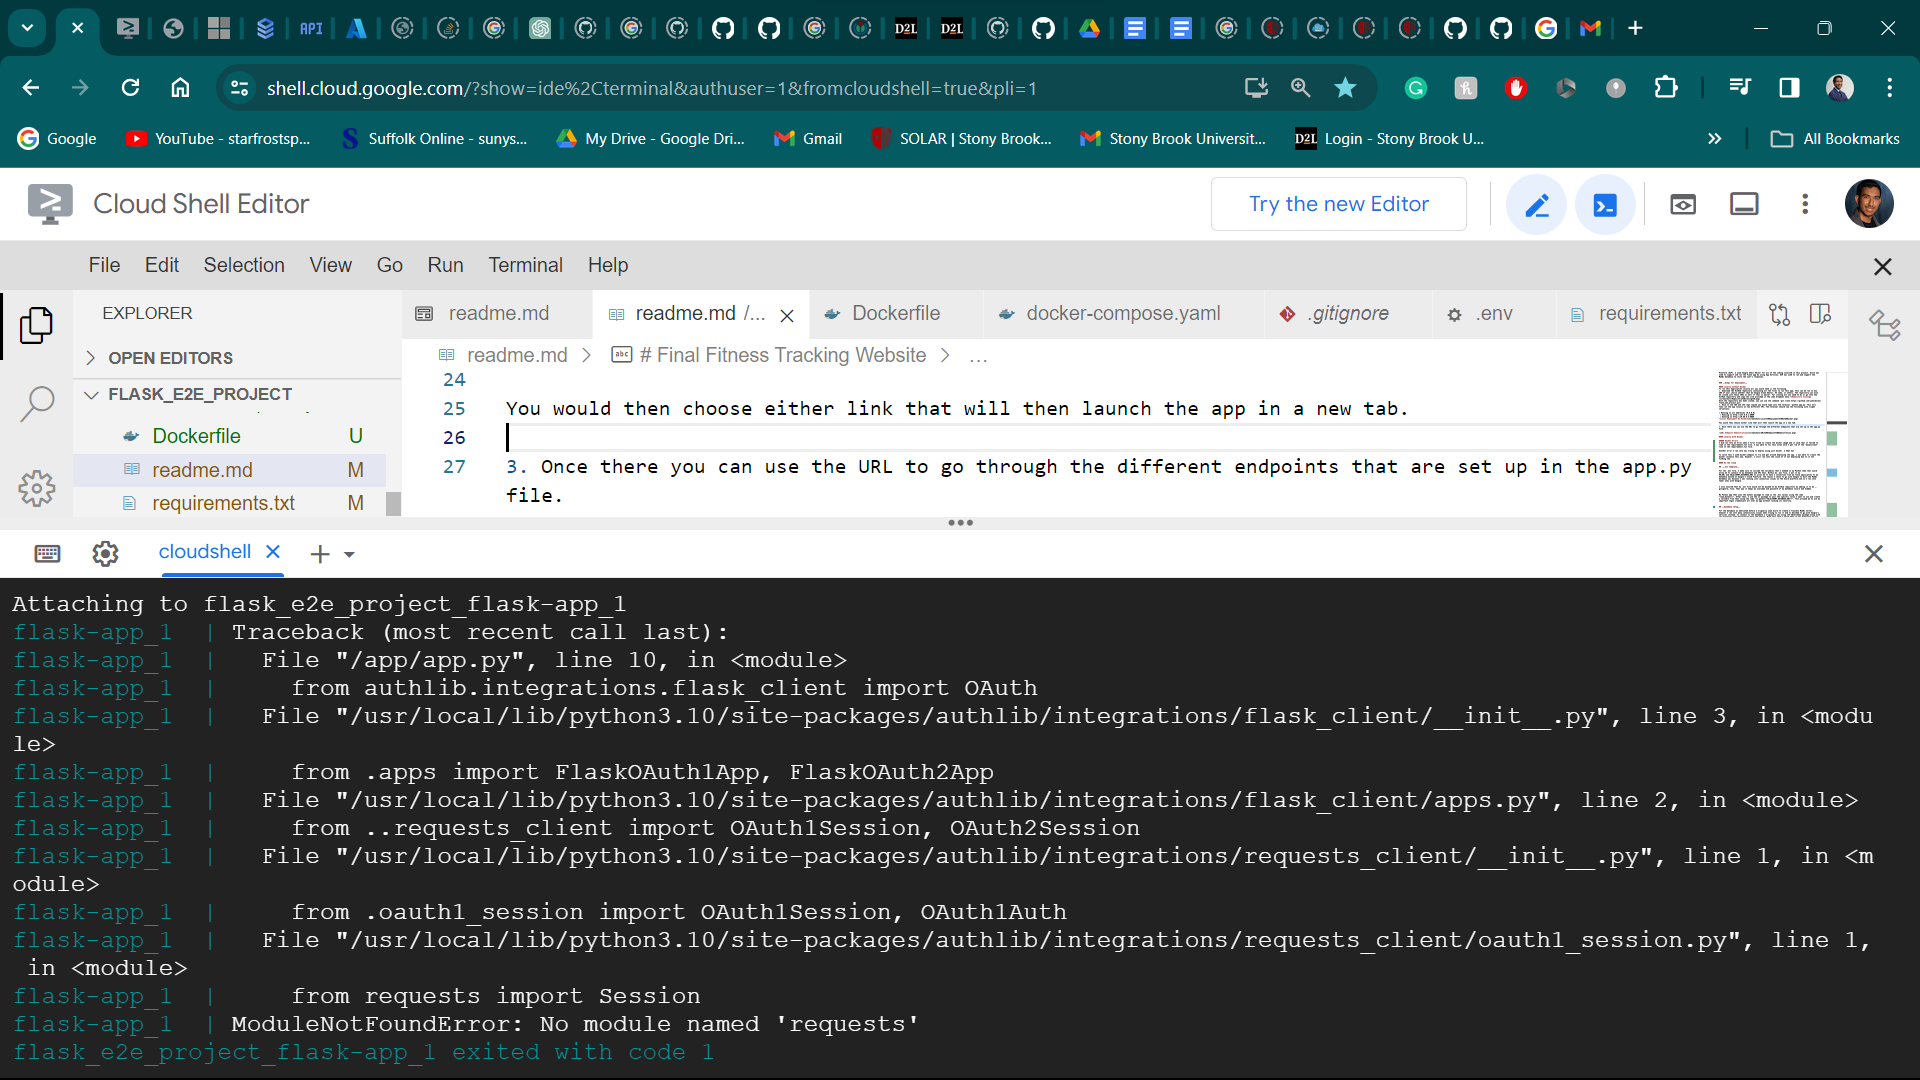 API
D2L
D2L
shell.cloud.google.com/?show=ide%2Cterminal&authuser=1&fromcloudshell=true&pli=1
Google
YouTube - starfrostsp...
Suffolk Online - sunys...
My Drive - Google Dri...
Gmail
SOLAR | Stony Brook...
Stony Brook Universit...
D2L Login - Stony Brook U...
All Bookmarks
Cloud Shell Editor
Try the new Editor
File Edit Selection View Go Run Terminal Help
EXPLORER
readme.md
readme.md /...
Dockerfile
docker-compose.yaml
.gitignore
.env
requirements.txt
OPEN EDITORS
readme.md > # Final Fitness Tracking Website > ...
FLASK_E2E_PROJECT
Dockerfile U
readme.md M
requirements.txt M
24
25 You would then choose either link that will then launch the app in a new tab.
26
27 3. Once there you can use the URL to go through the different endpoints that are set up in the app.py
file.
cloudshell
Attaching to flask_e2e_project_flask-app_1
flask-app_1 | Traceback (most recent call last):
flask-app_1 | File "/app/app.py", line 10, in <module>
flask-app_1 | from authlib.integrations.flask_client import OAuth
flask-app_1 | File "/usr/local/lib/python3.10/site-packages/authlib/integrations/flask_client/__init__.py", line 3, in <modu
le>
flask-app_1 | from .apps import FlaskOAuth1App, FlaskOAuth2App
flask-app_1 | File "/usr/local/lib/python3.10/site-packages/authlib/integrations/flask_client/apps.py", line 2, in <module>
flask-app_1 | from ..requests_client import OAuth1Session, OAuth2Session
flask-app_1 | File "/usr/local/lib/python3.10/site-packages/authlib/integrations/requests_client/__init__.py", line 1, in <m
odule>
flask-app_1 | from .oauth1_session import OAuth1Session, OAuth1Auth
flask-app_1 | File "/usr/local/lib/python3.10/site-packages/authlib/integrations/requests_client/oauth1_session.py", line 1,
in <module>
flask-app_1 | from requests import Session
flask-app_1 | ModuleNotFoundError: No module named 'requests'
flask_e2e_project_flask-app_1 exited with code 1